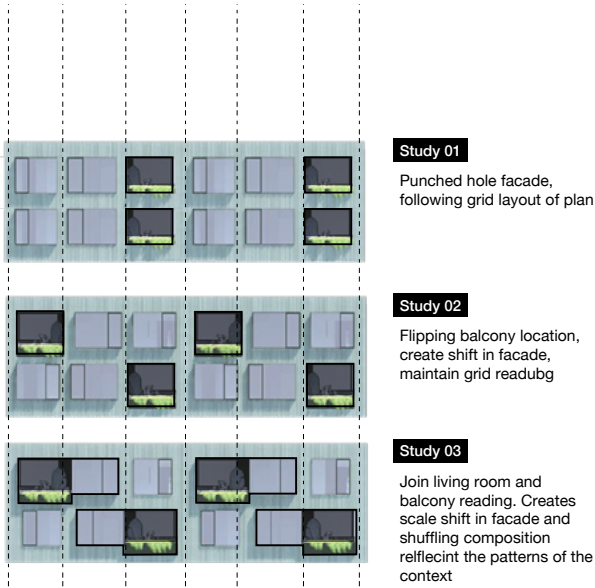 Study 01
Punched hole facade,
following grid layout of plan
Study 02
Flipping balcony location,
create shift in facade,
maintain grid readubg
Study 03
Join living room and
balcony reading. Creates
scale shift in facade and
shuffling composition
relflecint the patterns of the
context